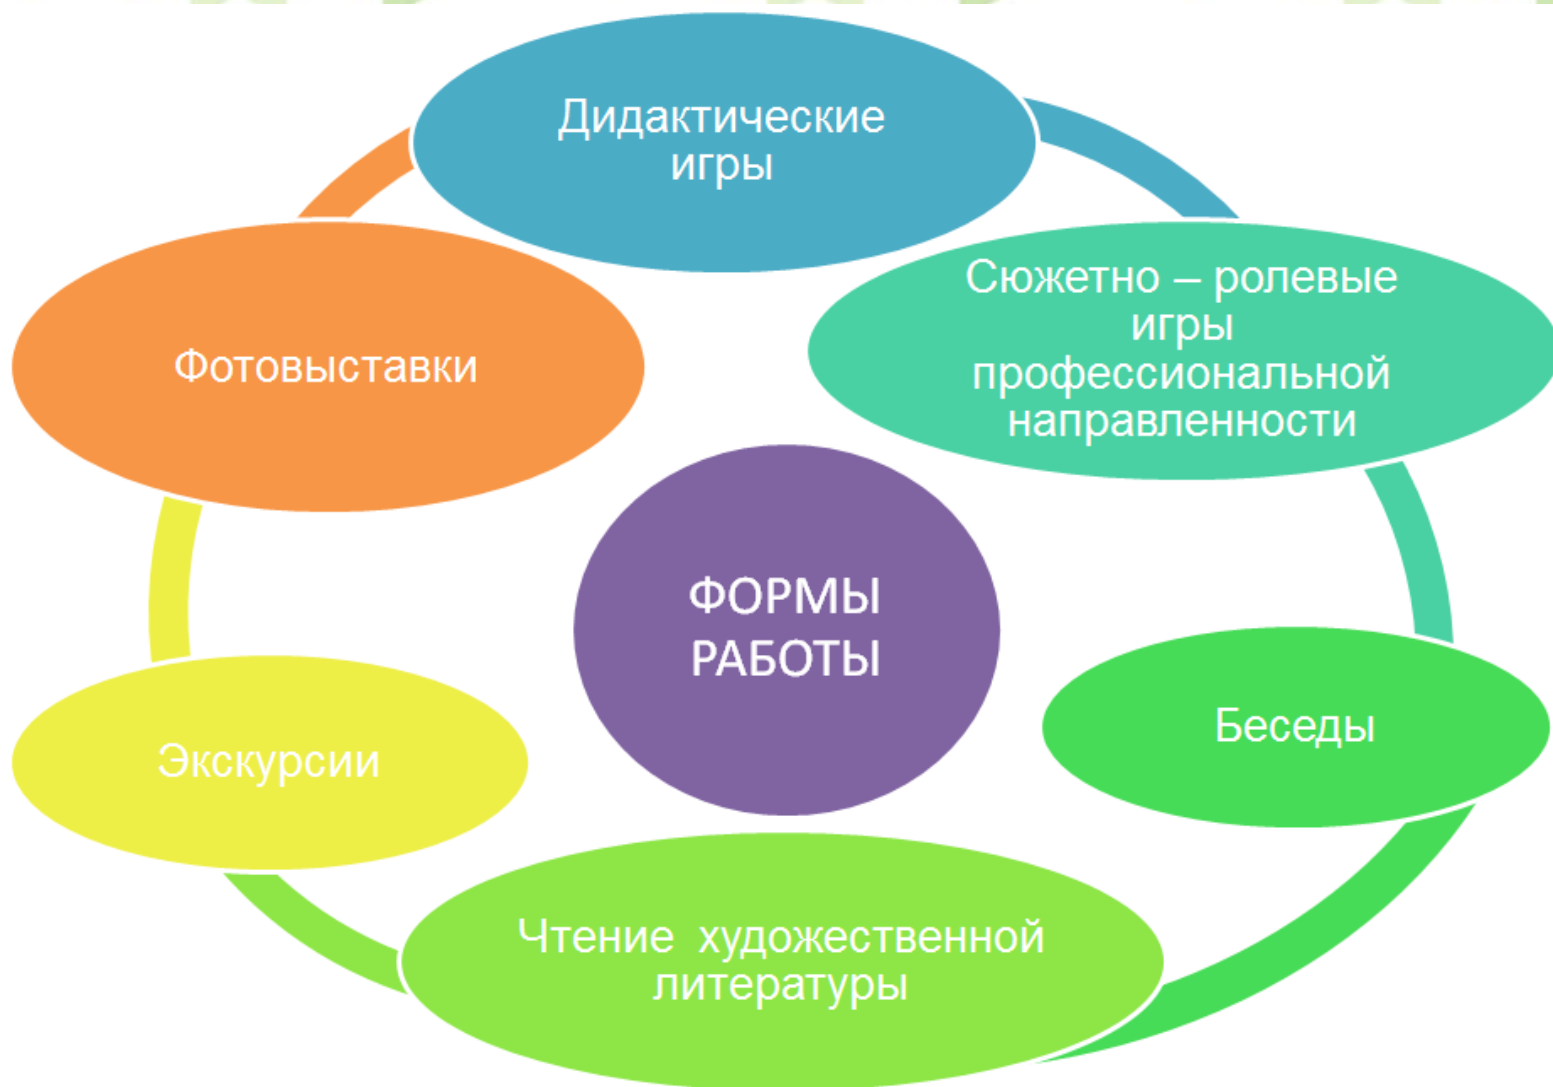 Дидактические
игры
Сюжетно – ролевые
игры
профессиональной
направленности
Фотовыставки
ФОРМЫ
РАБОТЫ
Беседы
Экскурсии
Чтение художественной
литературы